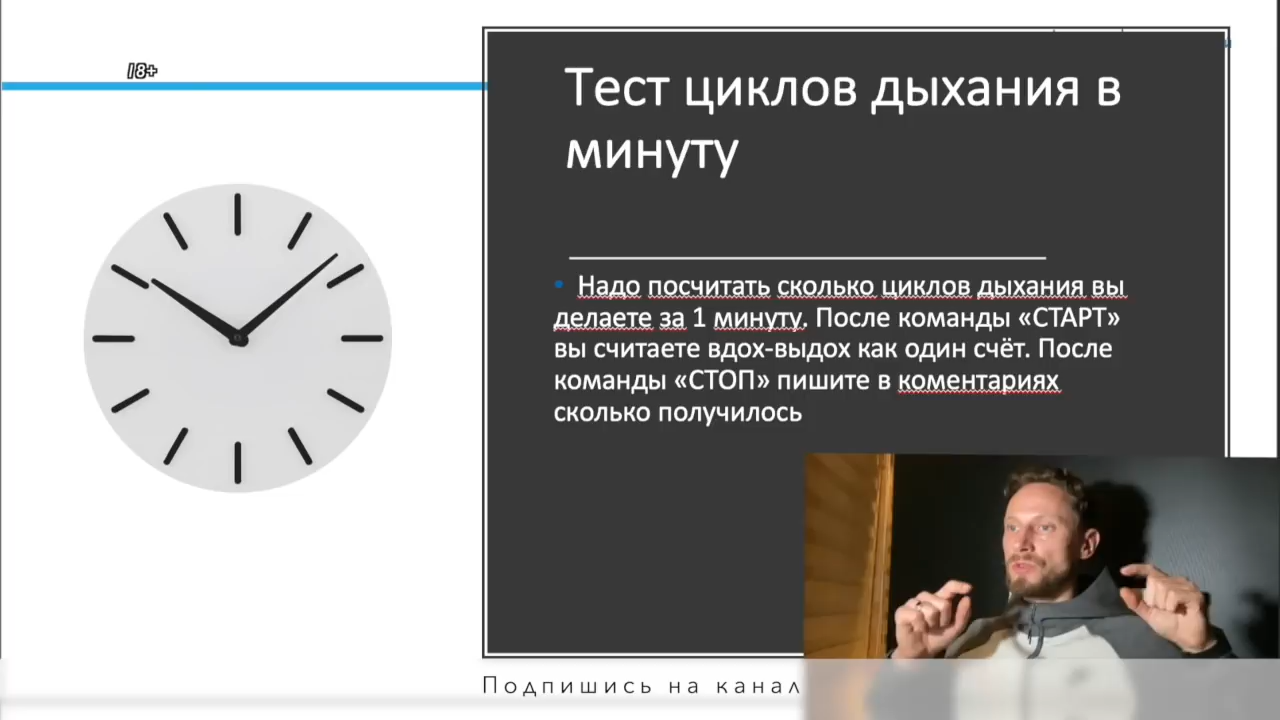 18+
Тест циклов дыхания в
минуту
• Надо посчитать сколько циклов дыхания вы
делаете за 1 минуту. После команды «СТАРТ»
вы считаете вдох-выдох как один счёт. После
команды «СТОП» пишите в коментариях
сколько получилось
Подпишись на канал